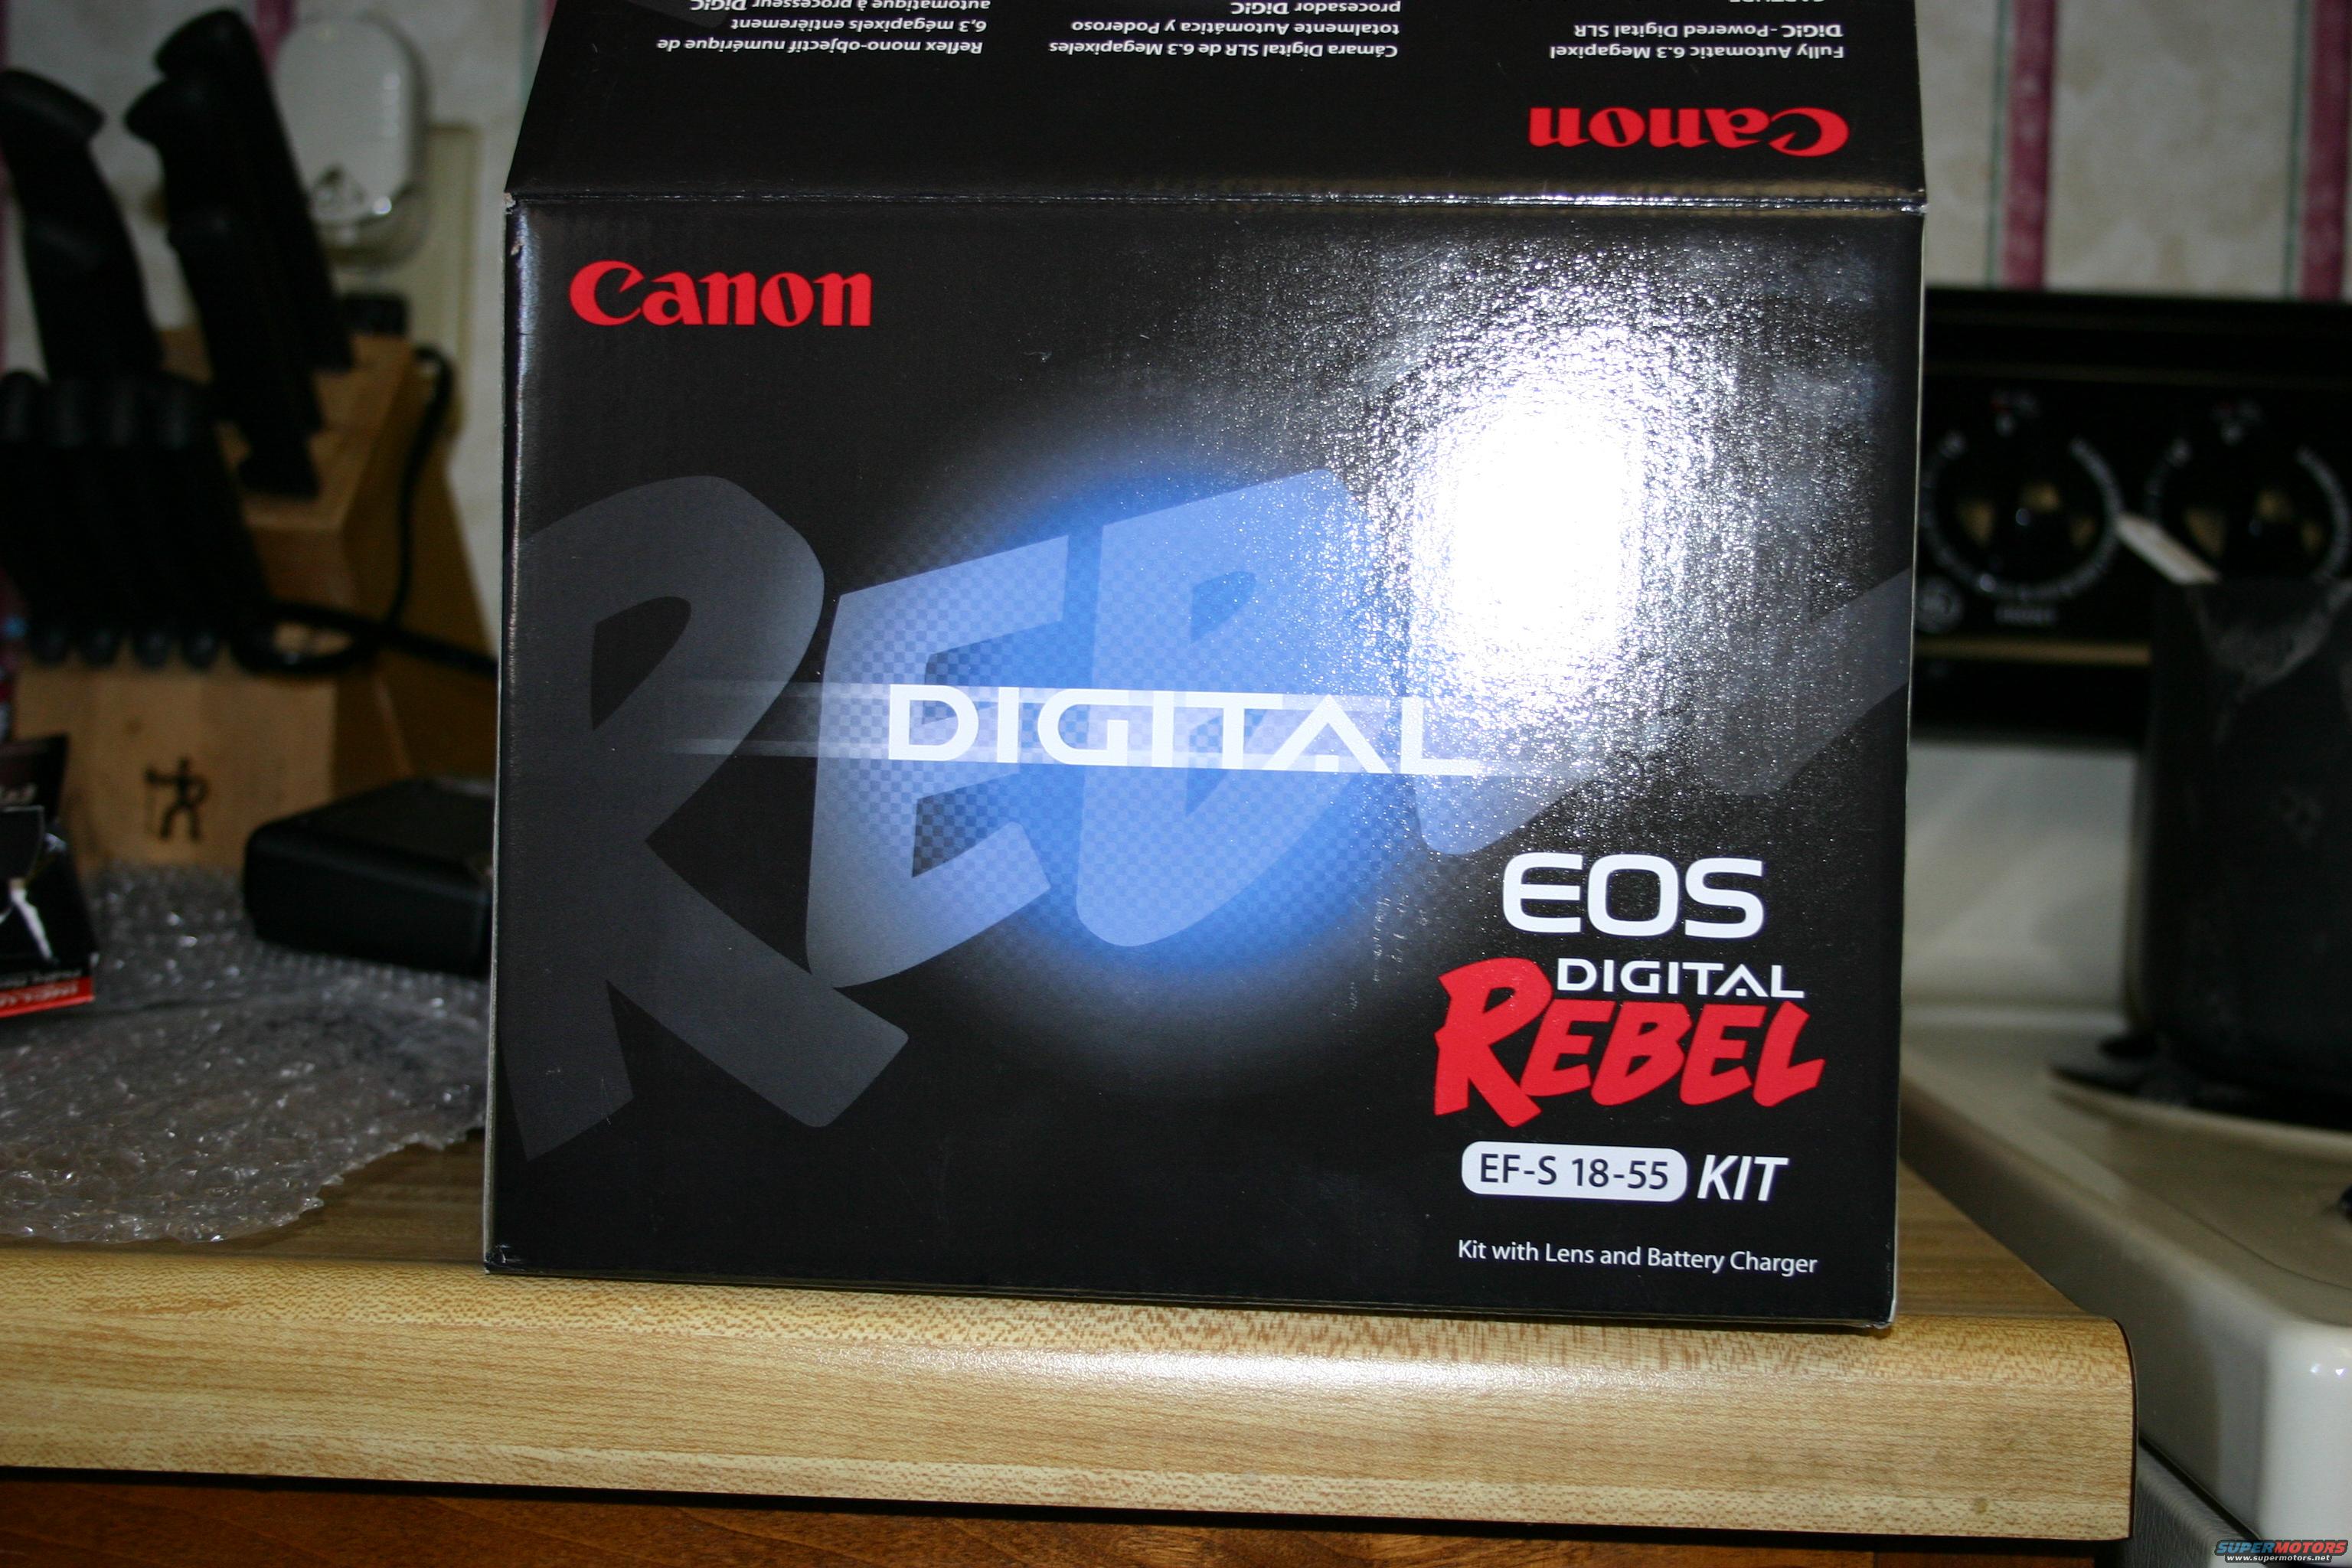 Reflex mono-objectif numérique de
6,3 mégapixels entièrement
automatique à processeur DIGIC
Cámara Digital SLR de 6.3 Megapixeles
totalmente Automática y Poderoso
procesador DIGIC
Fully Automatic 6.3 Megapixel
DIGIC - Powered Digital SLR
Canon
Canon
REBEL
DIGITAL
EOS
DIGITAL
REBEL
EF-S 18-55 KIT
Kit with Lens and Battery Charger
SUPERMOTORS
www.supermotors.net